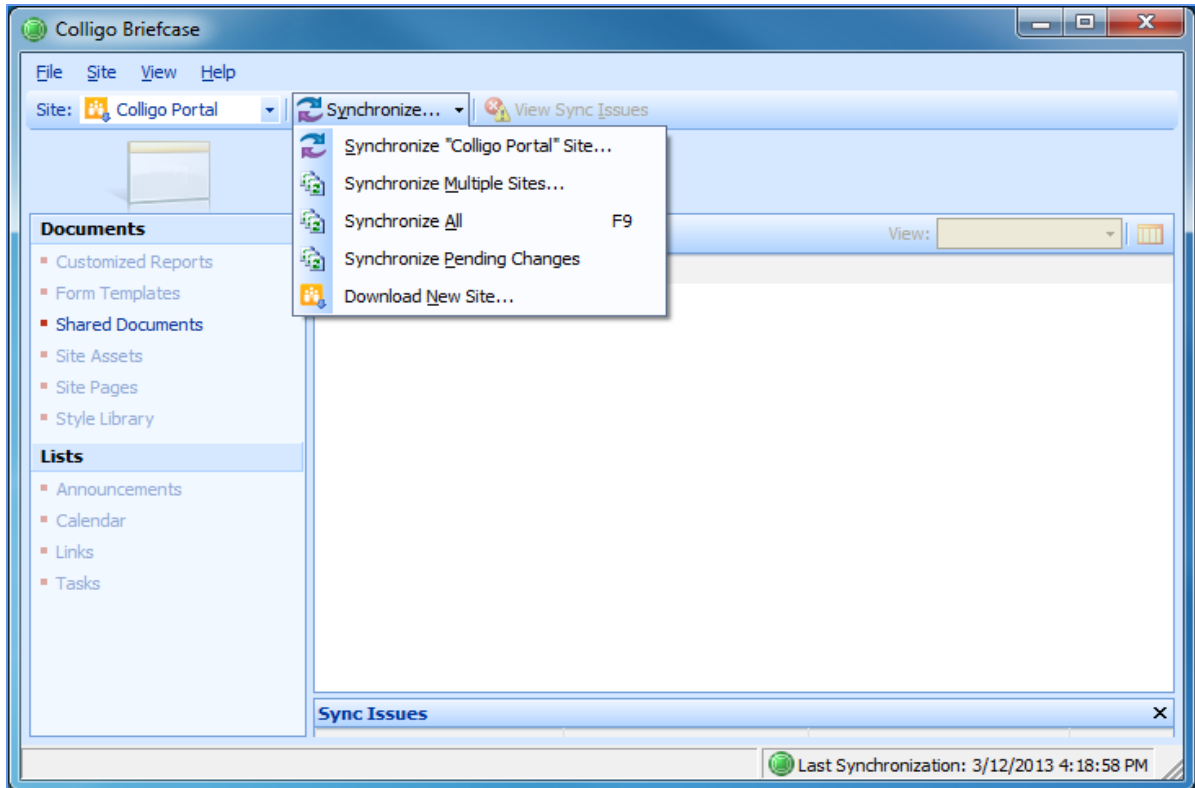 Colligo Briefcase
File Site View Help
Site: Colligo Portal Synchronize... View Sync Issues
Synchronize "Colligo Portal" Site...
Synchronize Multiple Sites...
Synchronize All F9
Synchronize Pending Changes
Download New Site...
View:
Documents
Customized Reports
Form Templates
Shared Documents
Site Assets
Site Pages
Style Library
Lists
Announcements
Calendar
Links
Tasks
Sync Issues
Last Synchronization: 3/12/2013 4:18:58 PM